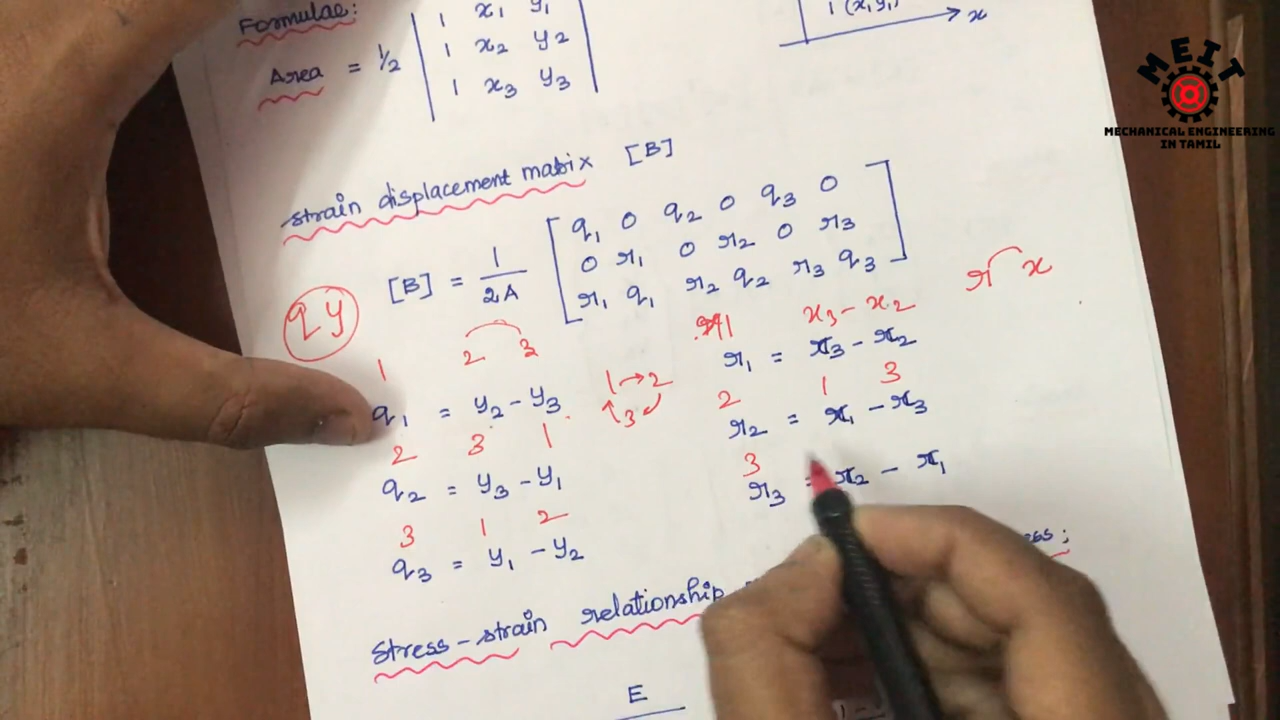 Formulae:
Area = 1/2 | 1 x₁ y₁
1 x₂ y₂
1 x₃ y₃ |
1 (x₁ y₁)
x
MEIT
MECHANICAL ENGINEERING
IN TAMIL
strain displacement matrix [B]
[B] = 1/2A [ q₁ 0 q₂ 0 q₃ 0
0 r₁ 0 r₂ 0 r₃
r₁ q₁ r₂ q₂ r₃ q₃ ]
q y
r x
1 2 3
q₁ = y₂ - y₃
2 3 1
q₂ = y₃ - y₁
3 1 2
q₃ = y₁ - y₂
1 → 2
3
x₃ - x₂
r₁ = x₃ - x₂
2 1 3
r₂ = x₁ - x₃
3
r₃ = x₂ - x₁
Stress - strain relationship
E